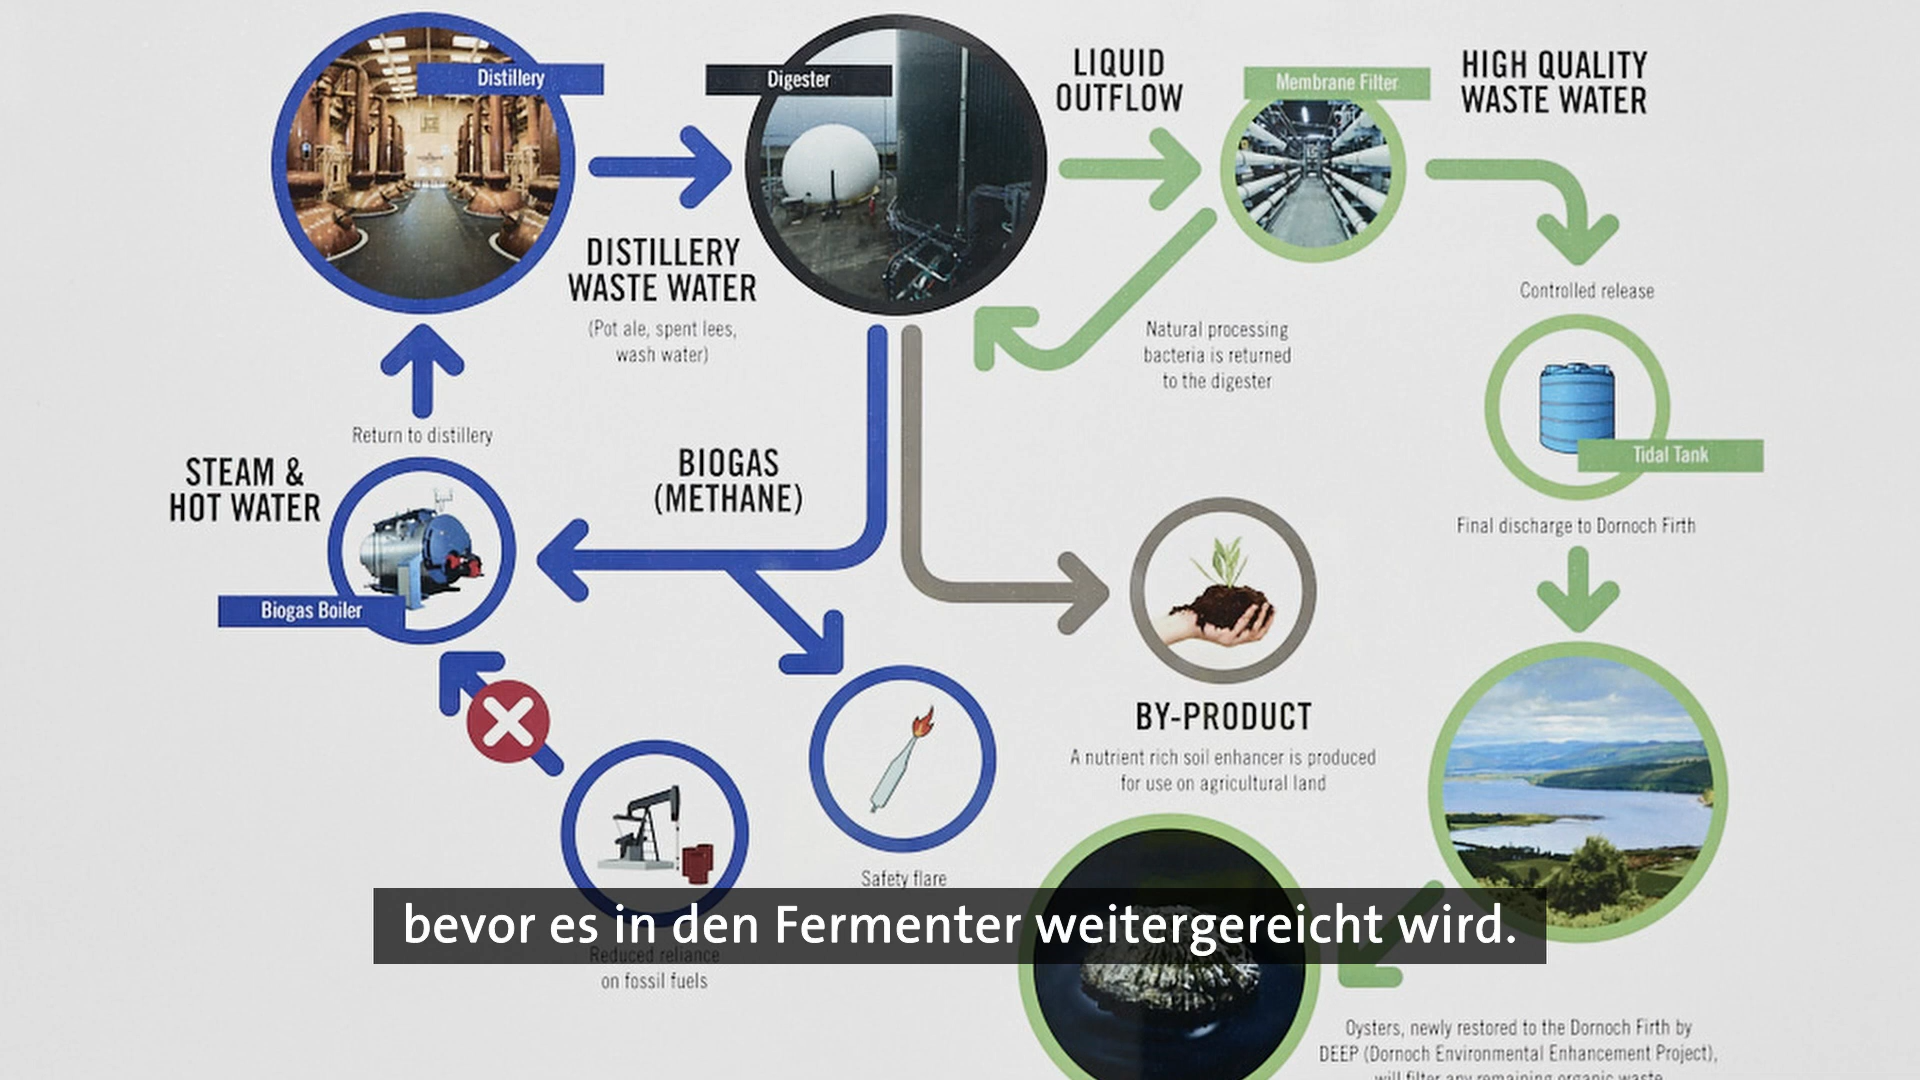 Distillery
Digester
LIQUID
OUTFLOW
Membrane Filter
HIGH QUALITY
WASTE WATER
DISTILLERY
WASTE WATER
(Pot ale, spent lees,
wash water)
Controlled release
Natural processing
bacteria is returned
to the digester
Return to distillery
STEAM &
HOT WATER
BIOGAS
(METHANE)
Tidal Tank
Final discharge to Dornoch Firth
Biogas Boiler
BY-PRODUCT
A nutrient rich soil enhancer is produced
for use on agricultural land
Safety flare
bevor es in den Fermenter weitergereicht wird.
Reduced reliance
on fossil fuels
Oysters, newly restored to the Dornoch Firth by
DEEP (Dornoch Environmental Enhancement Project),
will filter any remaining organic waste